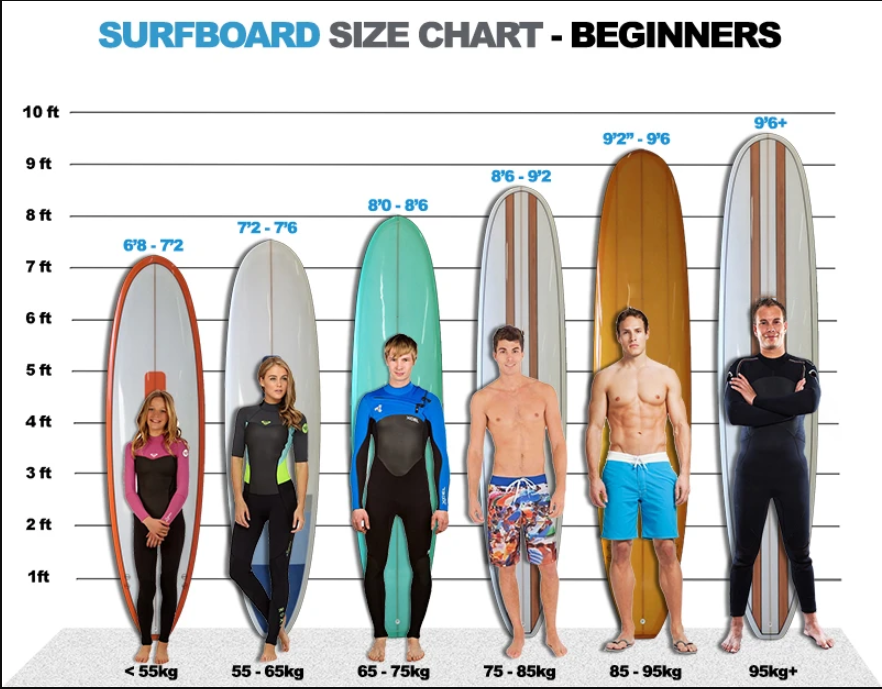 SURFBOARD SIZE CHART - BEGINNERS
10 ft
9 ft
8 ft
7 ft
6 ft
5 ft
4 ft
3 ft
2 ft
1ft
6'8 - 7'2
7'2 - 7'6
8'0 - 8'6
8'6 - 9'2
9'2" - 9'6
9'6+
< 55kg
55 - 65kg
65 - 75kg
75 - 85kg
85 - 95kg
95kg+